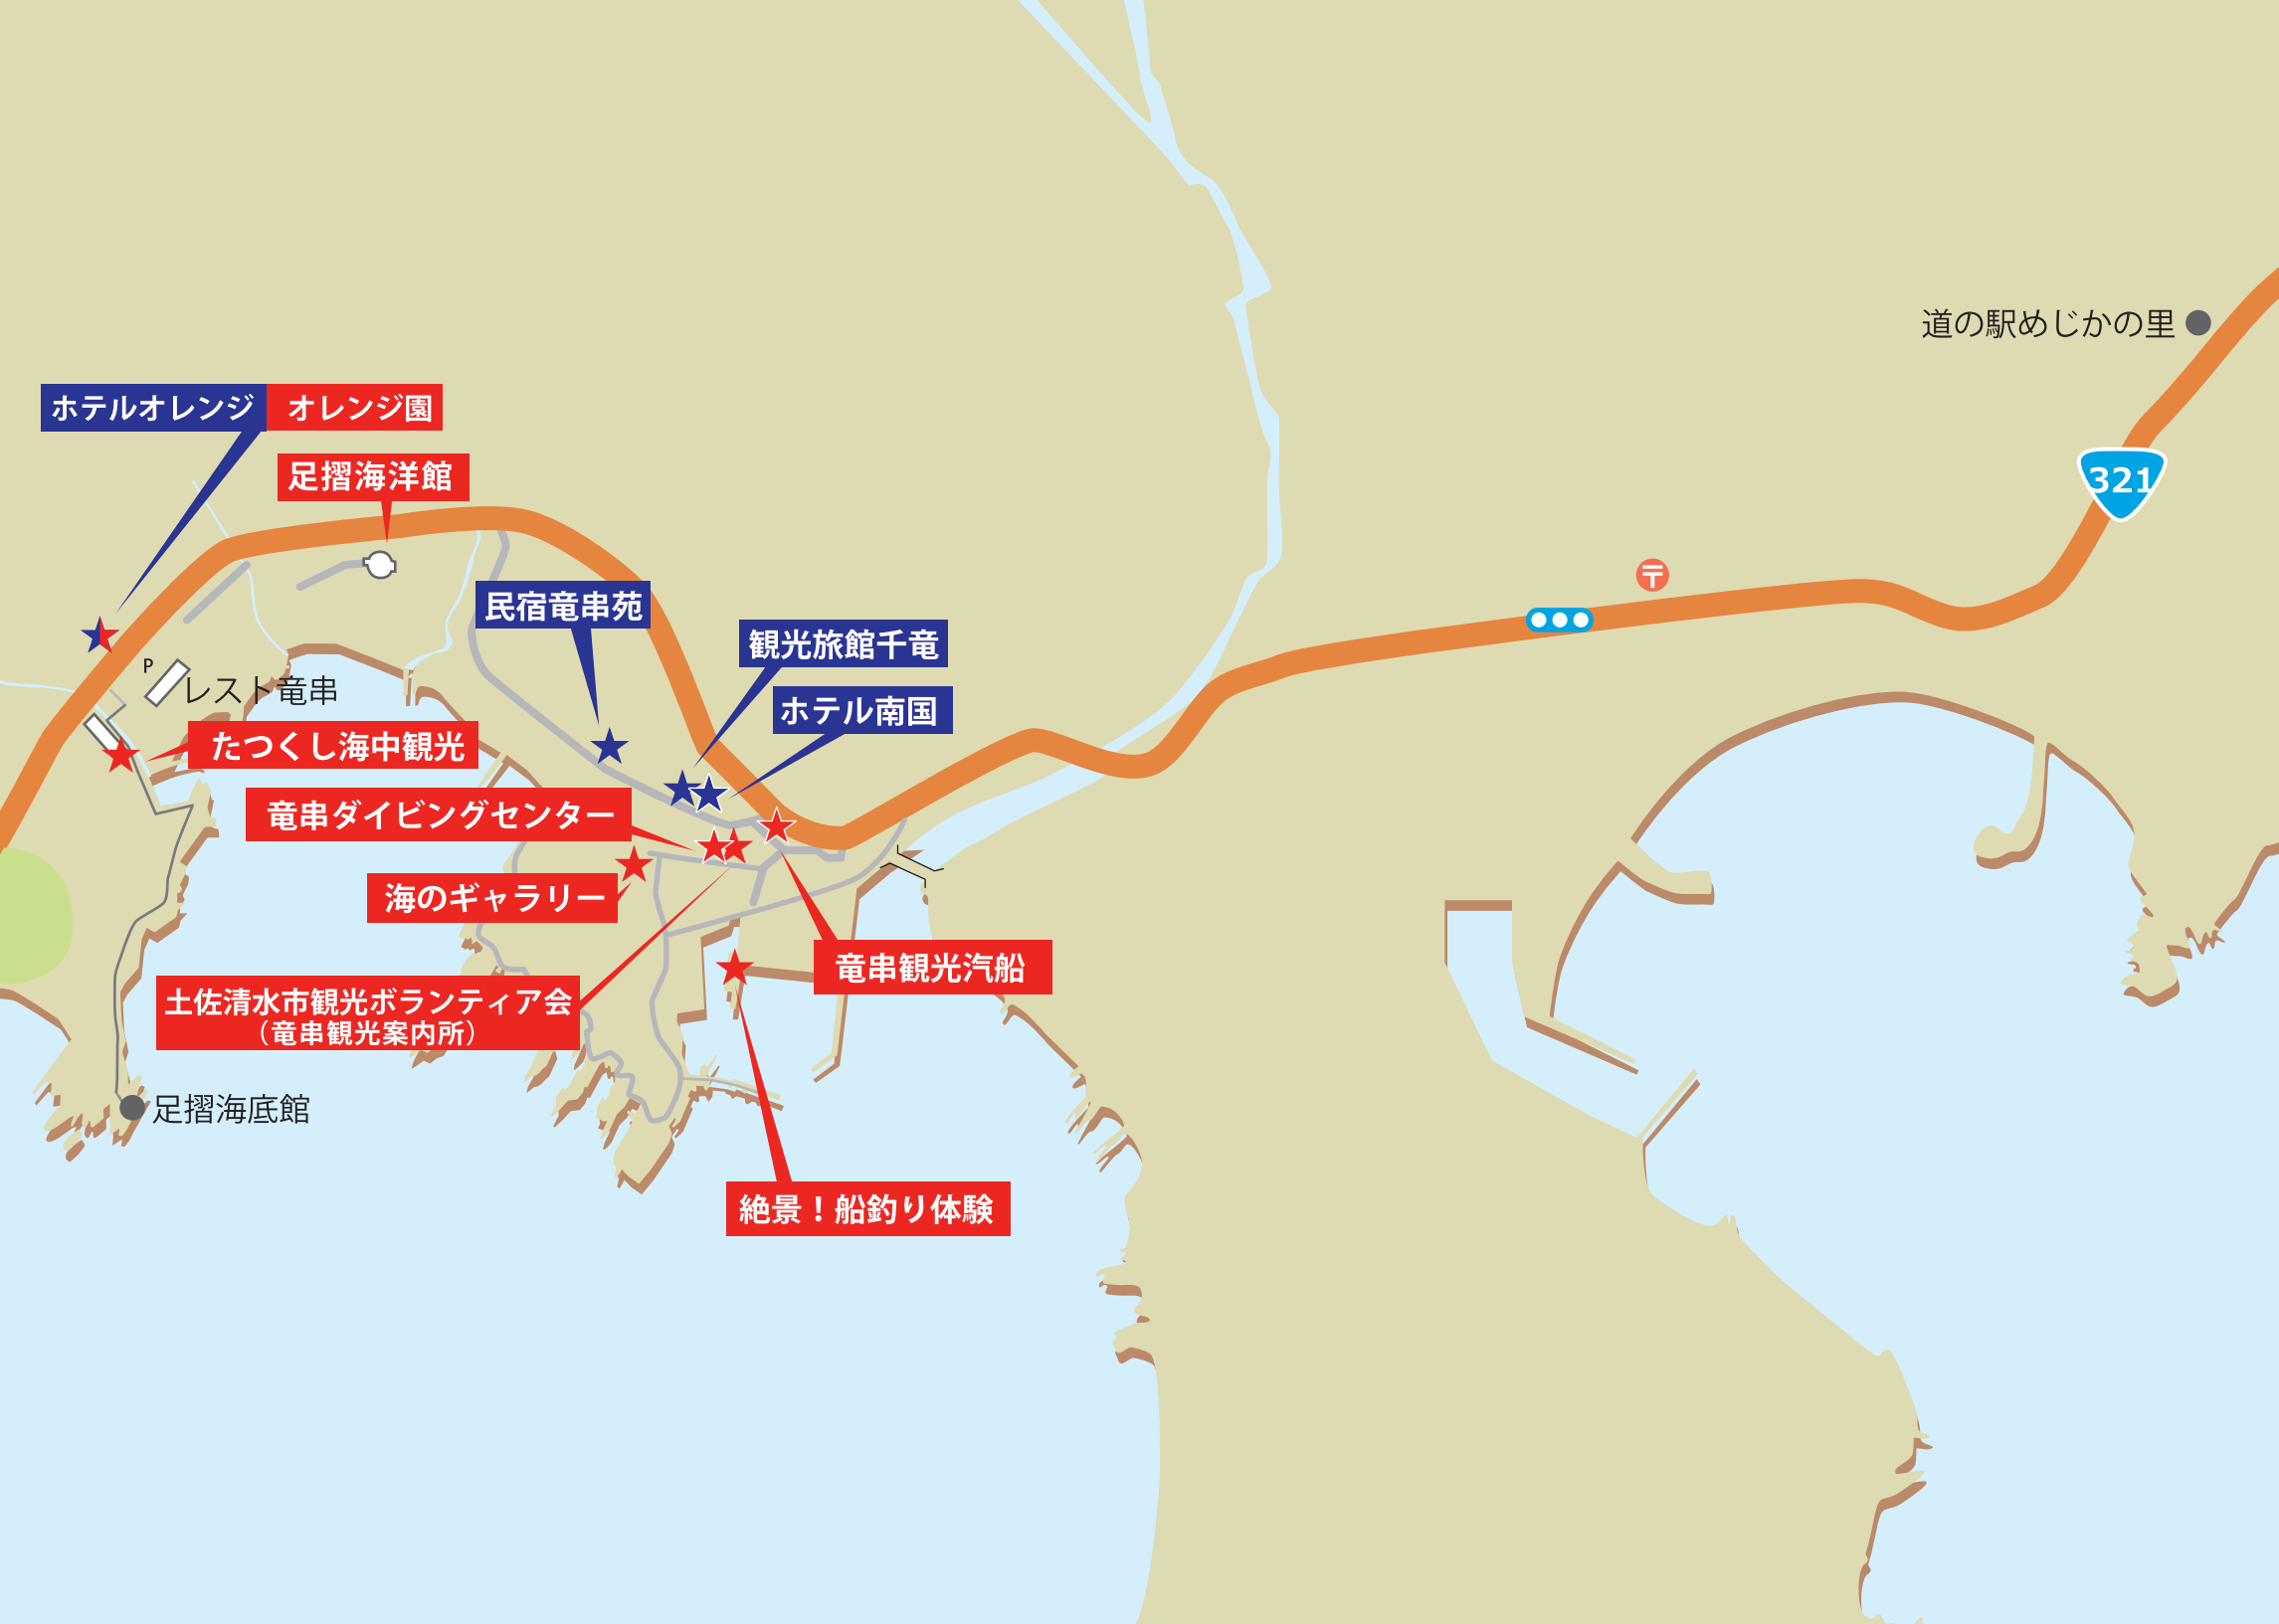 道の駅めじかの里
ホテルオレンジ
オレンジ園
足摺海洋館
321
民宿竜串苑
観光旅館千竜
P
レスト竜串
ホテル南国
たつくし海中観光
竜串ダイビングセンター
海のギャラリー
竜串観光汽船
土佐清水市観光ボランティア会
（竜串観光案内所）
足摺海底館
絶景！船釣り体験